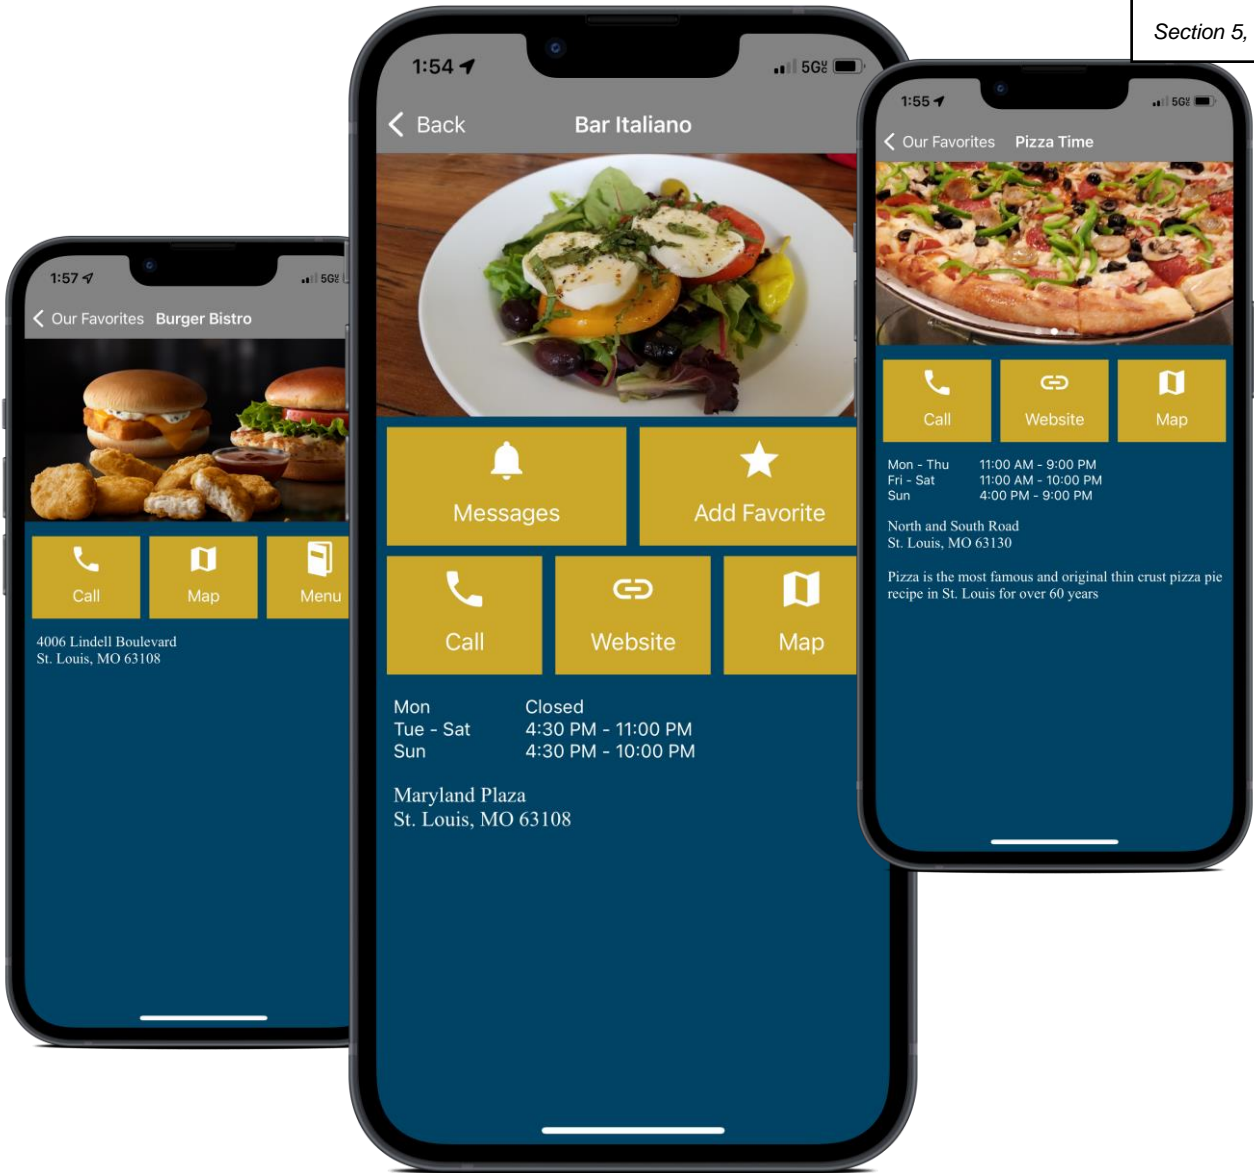 Section 5,
1:57
5G
Our Favorites Burger Bistro
Call
Map
Menu
4006 Lindell Boulevard
St. Louis, MO 63108
1:54
5G
Back
Bar Italiano
Messages
Add Favorite
Call
Website
Map
Mon Closed
Tue - Sat 4:30 PM - 11:00 PM
Sun 4:30 PM - 10:00 PM
Maryland Plaza
St. Louis, MO 63108
1:55
5G
Our Favorites Pizza Time
Call
Website
Map
Mon - Thu 11:00 AM - 9:00 PM
Fri - Sat 11:00 AM - 10:00 PM
Sun 4:00 PM - 9:00 PM
North and South Road
St. Louis, MO 63130
Pizza is the most famous and original thin crust pizza pie
recipe in St. Louis for over 60 years